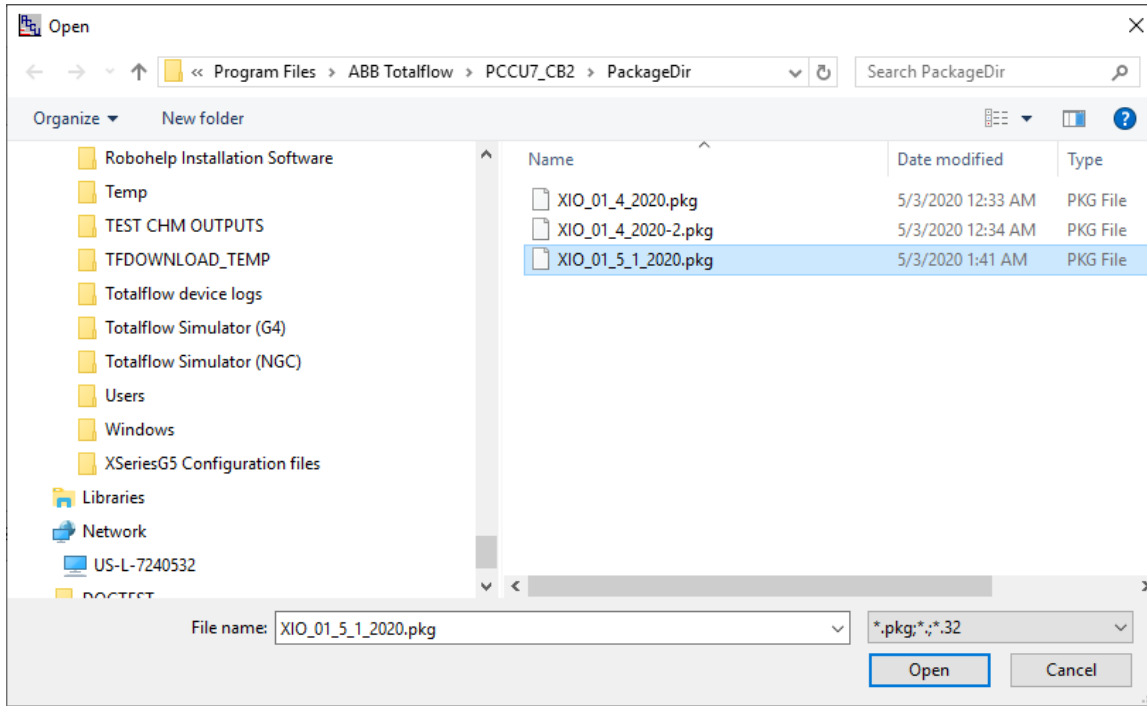 Open
« Program Files > ABB Totalflow > PCCU7_CB2 > PackageDir
Search PackageDir
Organize
New folder
Robohelp Installation Software
Temp
TEST CHM OUTPUTS
TFDOWNLOAD_TEMP
Totalflow device logs
Totalflow Simulator (G4)
Totalflow Simulator (NGC)
Users
Windows
XSeriesG5 Configuration files
Libraries
Network
US-L-7240532
Name Date modified Type
XIO_01_4_2020.pkg 5/3/2020 12:33 AM PKG File
XIO_01_4_2020-2.pkg 5/3/2020 12:34 AM PKG File
XIO_01_5_1_2020.pkg 5/3/2020 1:41 AM PKG File
File name: XIO_01_5_1_2020.pkg
*.pkg;*.;*.32
Open
Cancel